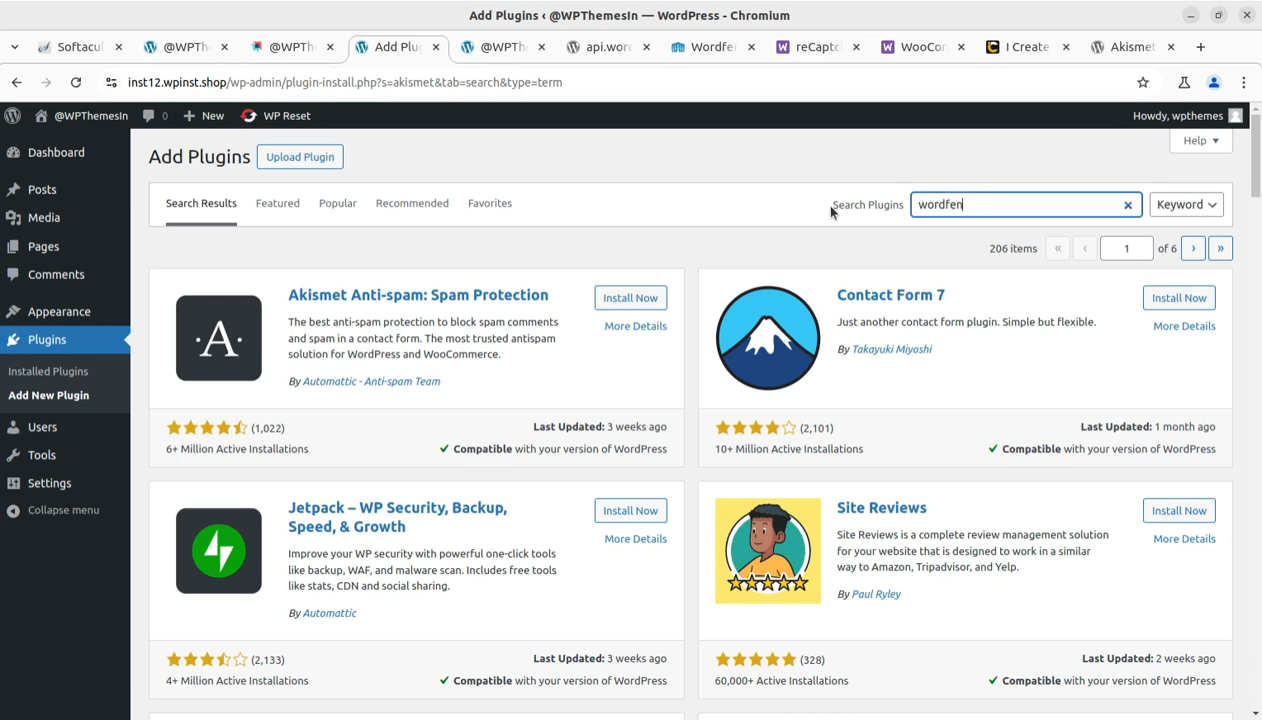 Add Plugins ‹ @WPThemesIn — WordPress - Chromium
Softacul
@WPTh
@WPTh
Add Plu
@WPThe
api.wor
Wordfer
reCaptc
WooCon
I Create
Akismet
inst12.wpinst.shop/wp-admin/plugin-install.php?s=akismet&tab=search&type=term
@WPThemesIn
0
New
WP Reset
Howdy, wpthemes
Dashboard
Posts
Media
Pages
Comments
Appearance
Plugins
Installed Plugins
Add New Plugin
Users
Tools
Settings
Collapse menu
Add Plugins
Upload Plugin
Help
Search Results
Featured
Popular
Recommended
Favorites
Search Plugins
wordfen
Keyword
206 items
«
‹
1
of 6
›
»
Akismet Anti-spam: Spam Protection
Install Now
More Details
The best anti-spam protection to block spam comments
and spam in a contact form. The most trusted antispam
solution for WordPress and WooCommerce.
By Automattic - Anti-spam Team
(1,022)
Last Updated: 3 weeks ago
6+ Million Active Installations
Compatible with your version of WordPress
Contact Form 7
Install Now
More Details
Just another contact form plugin. Simple but flexible.
By Takayuki Miyoshi
(2,101)
Last Updated: 1 month ago
10+ Million Active Installations
Compatible with your version of WordPress
Jetpack – WP Security, Backup,
Speed, & Growth
Install Now
More Details
Improve your WP security with powerful one-click tools
like backup, WAF, and malware scan. Includes free tools
like stats, CDN and social sharing.
By Automattic
(2,133)
Last Updated: 3 weeks ago
4+ Million Active Installations
Compatible with your version of WordPress
Site Reviews
Install Now
More Details
Site Reviews is a complete review management solution
for your website that is designed to work in a similar
way to Amazon, Tripadvisor, and Yelp.
By Paul Ryley
(328)
Last Updated: 2 weeks ago
60,000+ Active Installations
Compatible with your version of WordPress